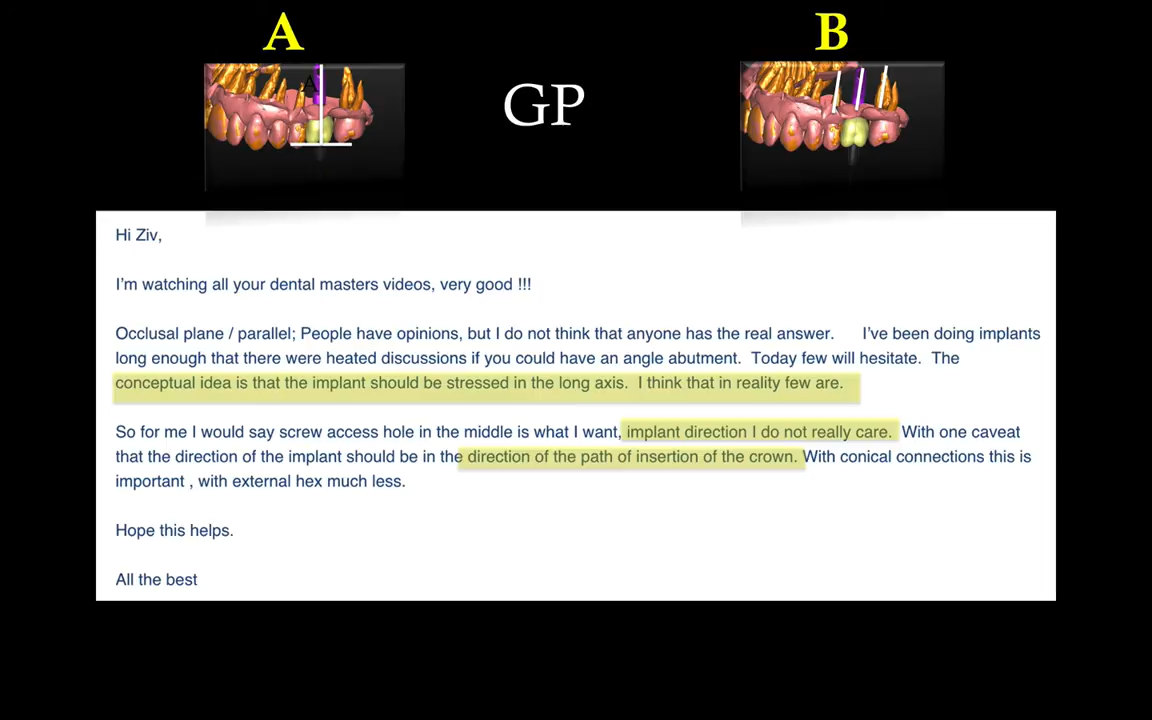 A
B
GP
Hi Ziv,
I'm watching all your dental masters videos, very good !!!
Occlusal plane / parallel; People have opinions, but I do not think that anyone has the real answer. I've been doing implants
long enough that there were heated discussions if you could have an angle abutment. Today few will hesitate. The
conceptual idea is that the implant should be stressed in the long axis. I think that in reality few are.
So for me I would say screw access hole in the middle is what I want, implant direction I do not really care. With one caveat
that the direction of the implant should be in the direction of the path of insertion of the crown. With conical connections this is
important , with external hex much less.
Hope this helps.
All the best